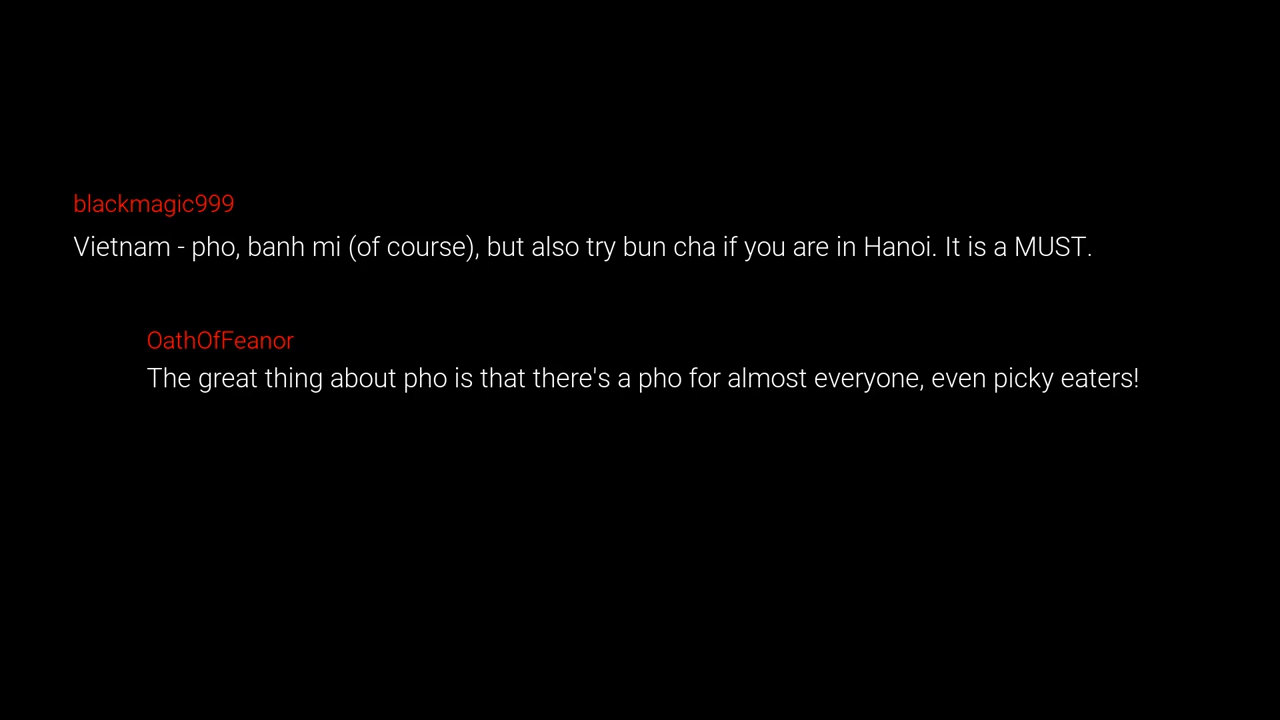 blackmagic999
Vietnam - pho, banh mi (of course), but also try bun cha if you are in Hanoi. It is a MUST.
OathOfFeanor
The great thing about pho is that there's a pho for almost everyone, even picky eaters!